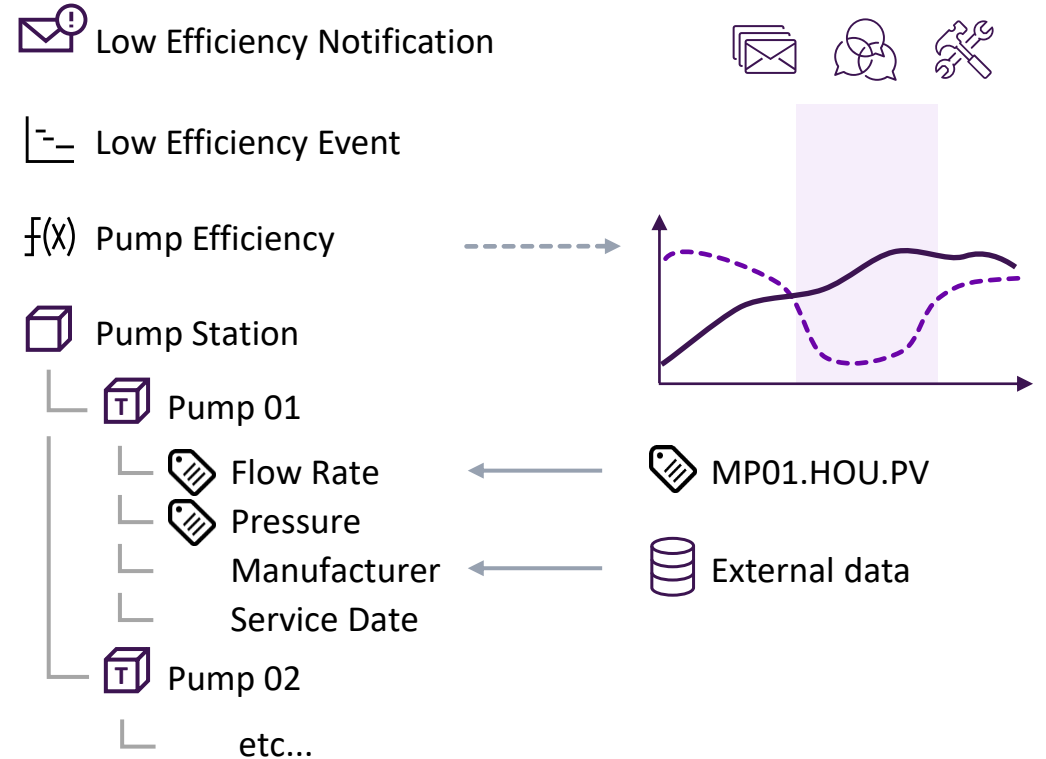 Low Efficiency Notification
Low Efficiency Event
f(x) Pump Efficiency
Pump Station
T Pump 01
Flow Rate
MP01.HOU.PV
Pressure
Manufacturer
External data
Service Date
T Pump 02
etc...